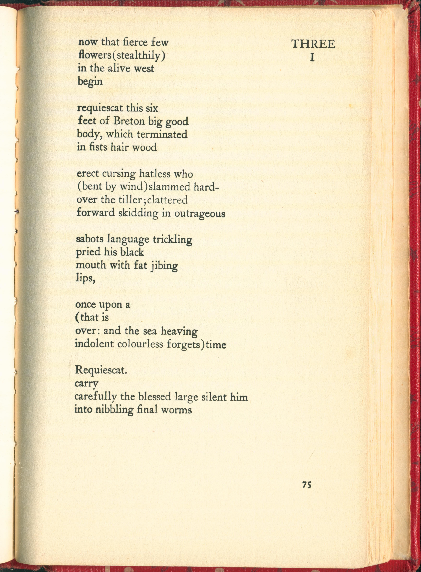 THREE
I
now that fierce few
flowers(stealthily)
in the alive west
begin
requiescat this six
feet of Breton big good
body, which terminated
in fists hair wood
erect cursing hatless who
(bent by wind)slammed hard-
over the tiller;clattered
forward skidding in outrageous
sabots language trickling
pried his black
mouth with fat jibing
lips,
once upon a
(that is
over: and the sea heaving
indolent colourless forgets)time
Requiescat.
carry
carefully the blessed large silent him
into nibbling final worms
75